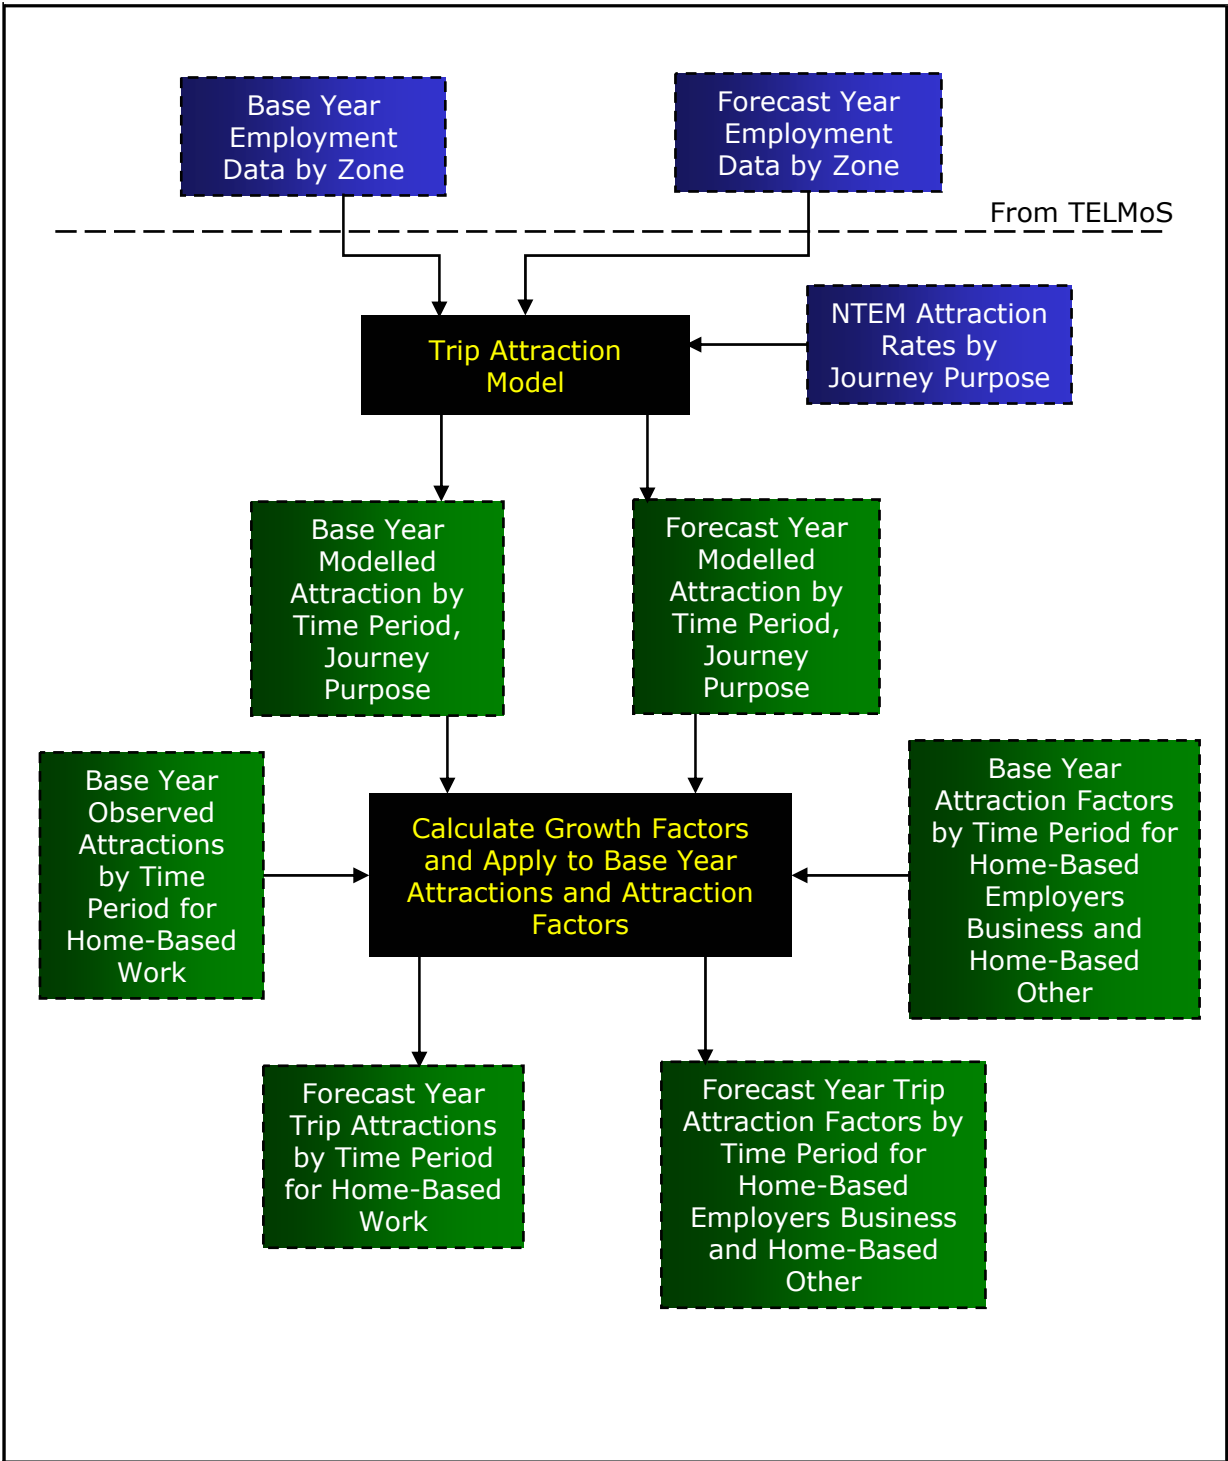 Base Year
Employment
Data by Zone
Forecast Year
Employment
Data by Zone
From TELMoS
NTEM Attraction
Rates by
Journey Purpose
Trip Attraction
Model
Base Year
Modelled
Attraction by
Time Period,
Journey
Purpose
Forecast Year
Modelled
Attraction by
Time Period,
Journey
Purpose
Base Year
Observed
Attractions
by Time
Period for
Home-Based
Work
Calculate Growth Factors
and Apply to Base Year
Attractions and Attraction
Factors
Base Year
Attraction Factors
by Time Period for
Home-Based
Employers
Business and
Home-Based
Other
Forecast Year
Trip Attractions
by Time Period
for Home-Based
Work
Forecast Year Trip
Attraction Factors by
Time Period for
Home-Based
Employers Business
and Home-Based
Other